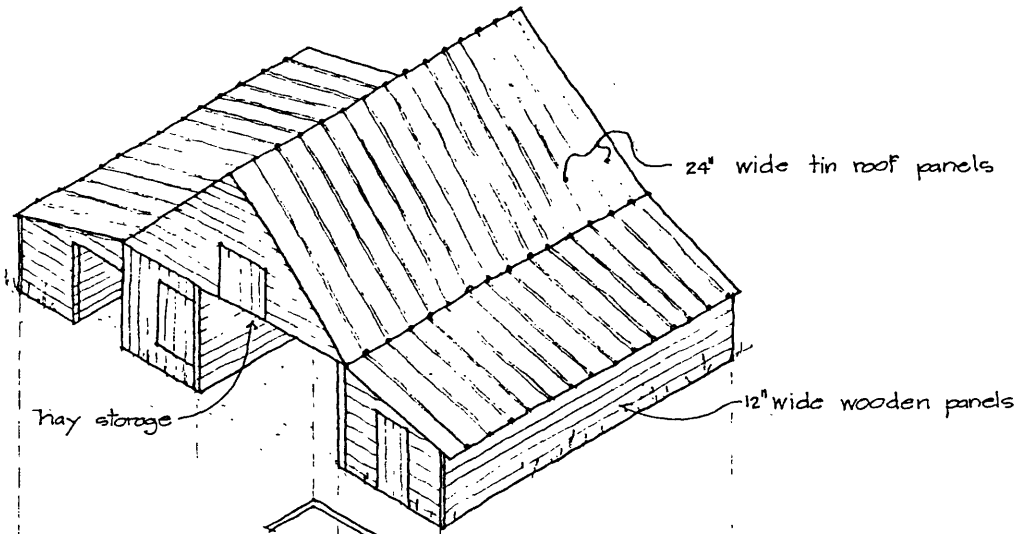 24" wide tin roof panels
hay storage
12" wide wooden panels